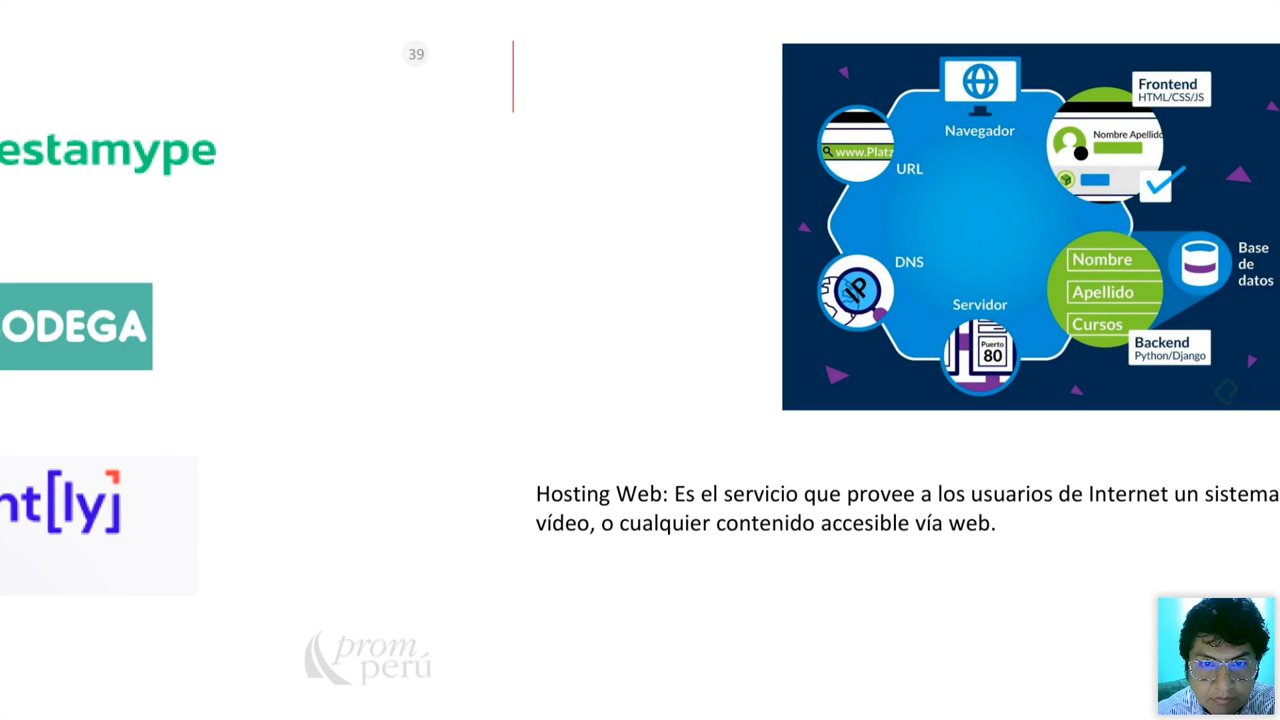 39
estamype
ODEGA
nt[ly]
prom
perú
Navegador
Frontend
HTML/CSS/JS
Nombre Apellido
www.Platz
URL
DNS
IP
Servidor
Puerto
80
Nombre
Apellido
Cursos
Base
de
datos
Backend
Python/Django
Hosting Web: Es el servicio que provee a los usuarios de Internet un sistema
vídeo, o cualquier contenido accesible vía web.